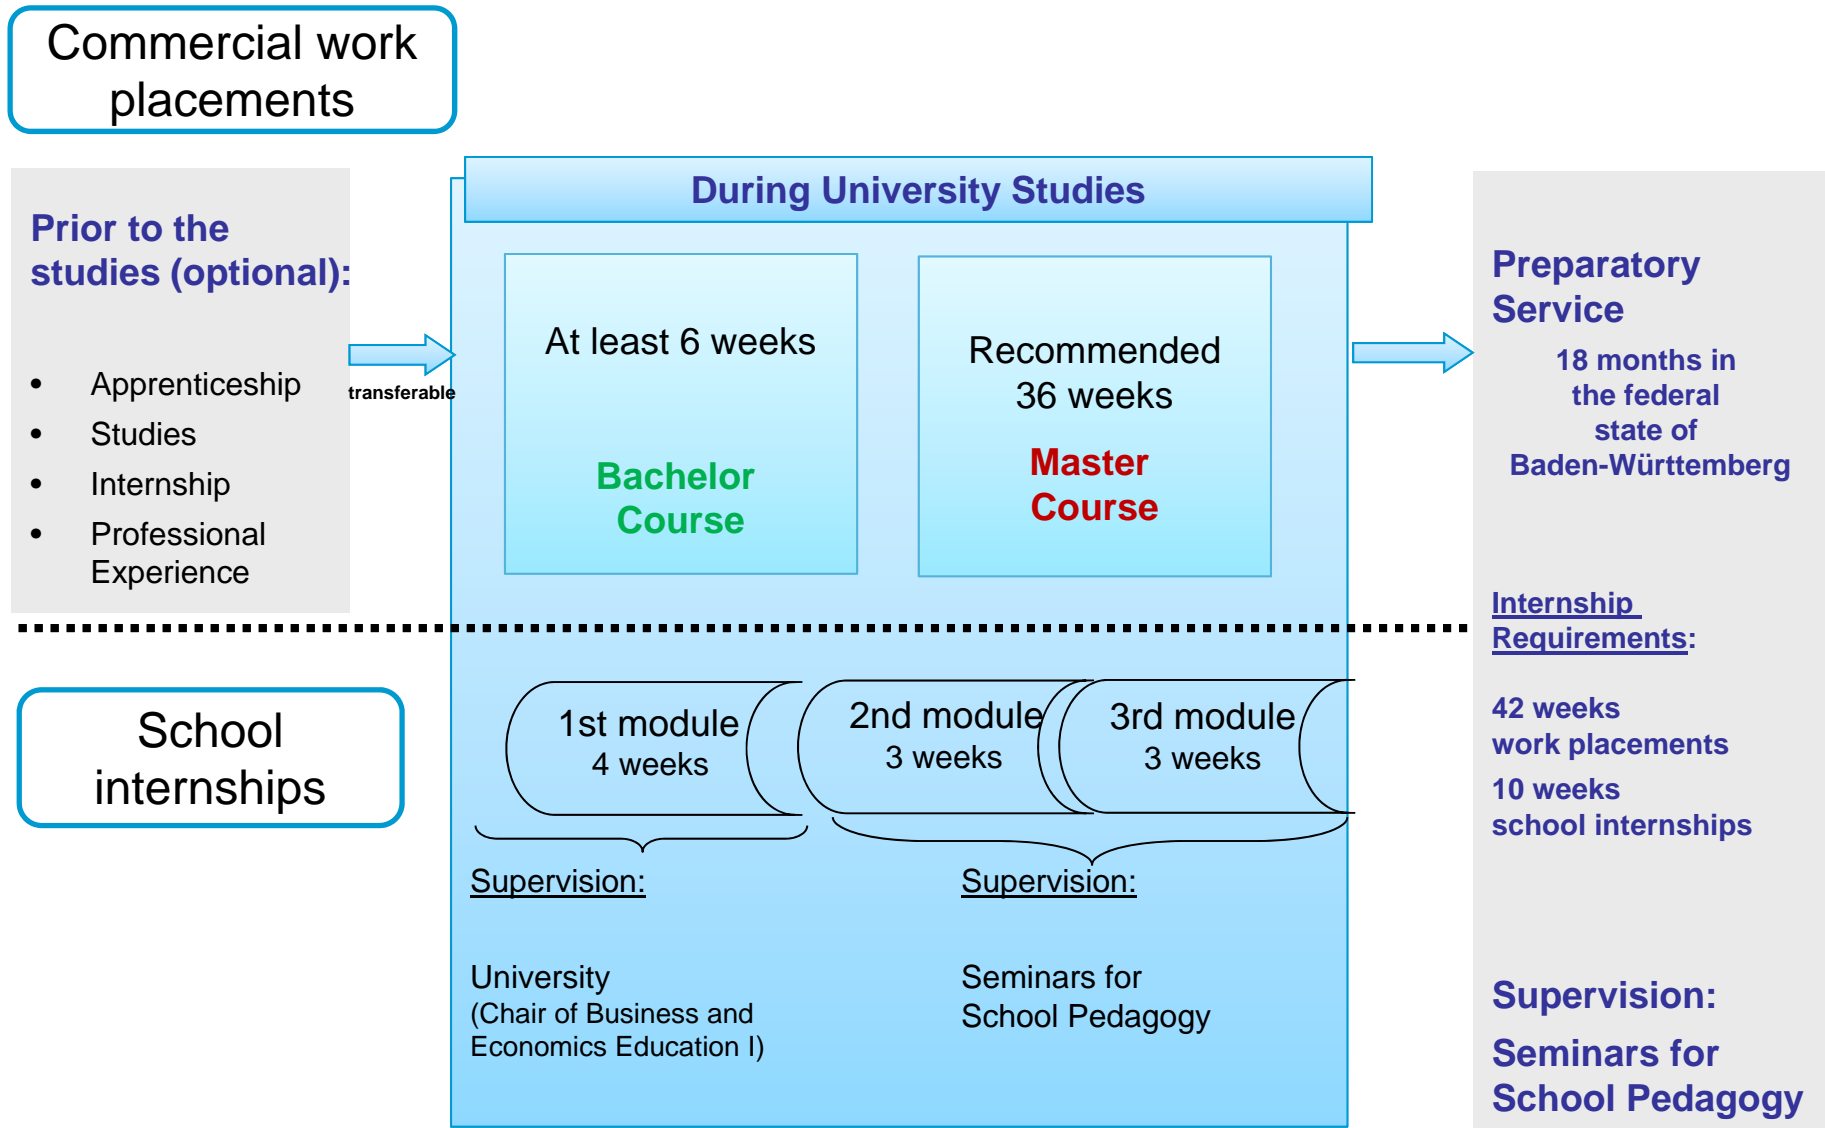 Commercial work
placements
Prior to the
studies (optional):
• Apprenticeship
• Studies
• Internship
• Professional
Experience
transferable
During University Studies
At least 6 weeks
Bachelor
Course
Recommended
36 weeks
Master
Course
Preparatory
Service
18 months in
the federal
state of
Baden-Württemberg
Internship
Requirements:
42 weeks
work placements
10 weeks
school internships
Supervision:
Seminars for
School Pedagogy
School
internships
1st module
4 weeks
2nd module
3 weeks
3rd module
3 weeks
Supervision:
University
(Chair of Business and
Economics Education I)
Supervision:
Seminars for
School Pedagogy